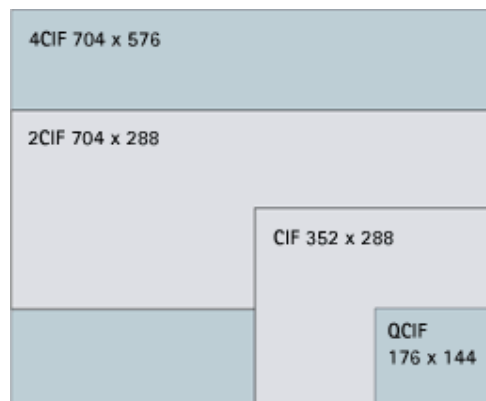 4CIF 704 x 576
2CIF 704 x 288
CIF 352 x 288
QCIF
176 x 144